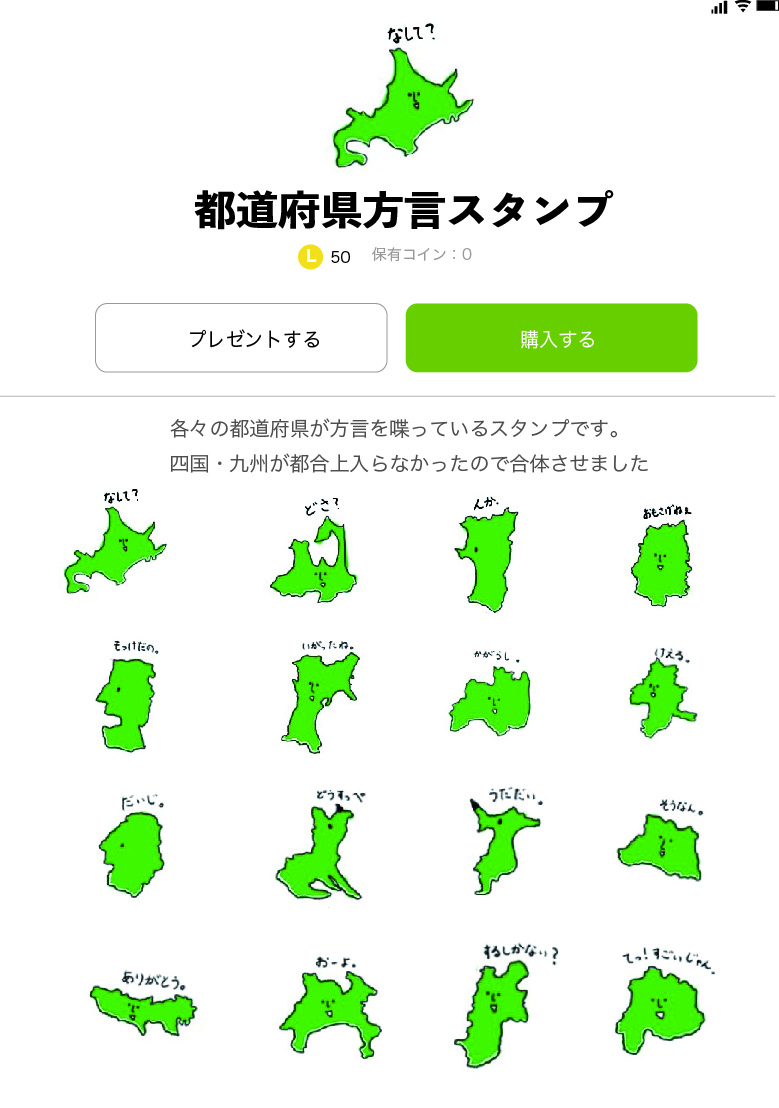 なして?
都道府県方言スタンプ
L 50 保有コイン：0
プレゼントする 購入する
各々の都道府県が方言を喋っているスタンプです。
四国・九州が都合上入らなかったので合体させました
なして? どさ? んか. おもさげねぇ
もっけだの。 いがったね。 かがらし。 けえる。
だいじ。 どうすっぺ うだだい。 そうなん。
ありがとう。 おーよ。 するしかない? てっ!すごいじゃん.